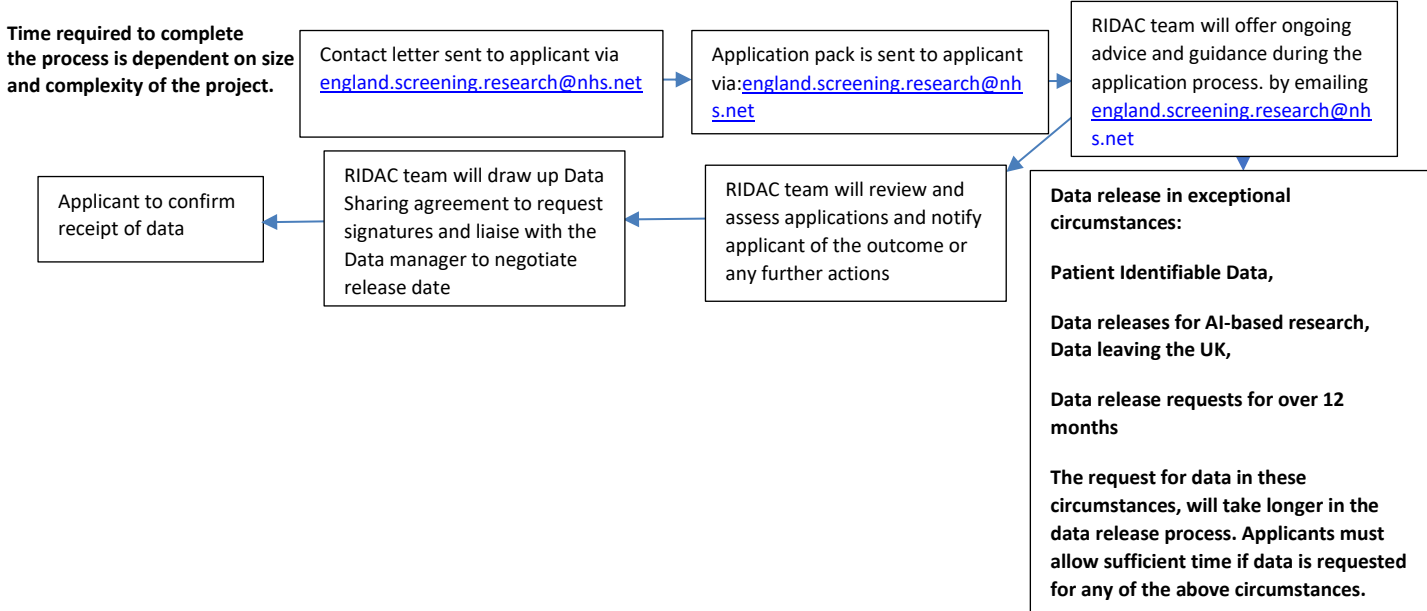 Time required to complete
the process is dependent on size
and complexity of the project.
Contact letter sent to applicant via
england.screening.research@nhs.net
Application pack is sent to applicant
via:england.screening.research@nh
s.net
RIDAC team will offer ongoing
advice and guidance during the
application process. by emailing
england.screening.research@nh
s.net
RIDAC team will review and
assess applications and notify
applicant of the outcome or
any further actions
RIDAC team will draw up Data
Sharing agreement to request
signatures and liaise with the
Data manager to negotiate
release date
Applicant to confirm
receipt of data
Data release in exceptional
circumstances:
Patient Identifiable Data,
Data releases for AI-based research,
Data leaving the UK,
Data release requests for over 12
months
The request for data in these
circumstances, will take longer in the
data release process. Applicants must
allow sufficient time if data is requested
for any of the above circumstances.